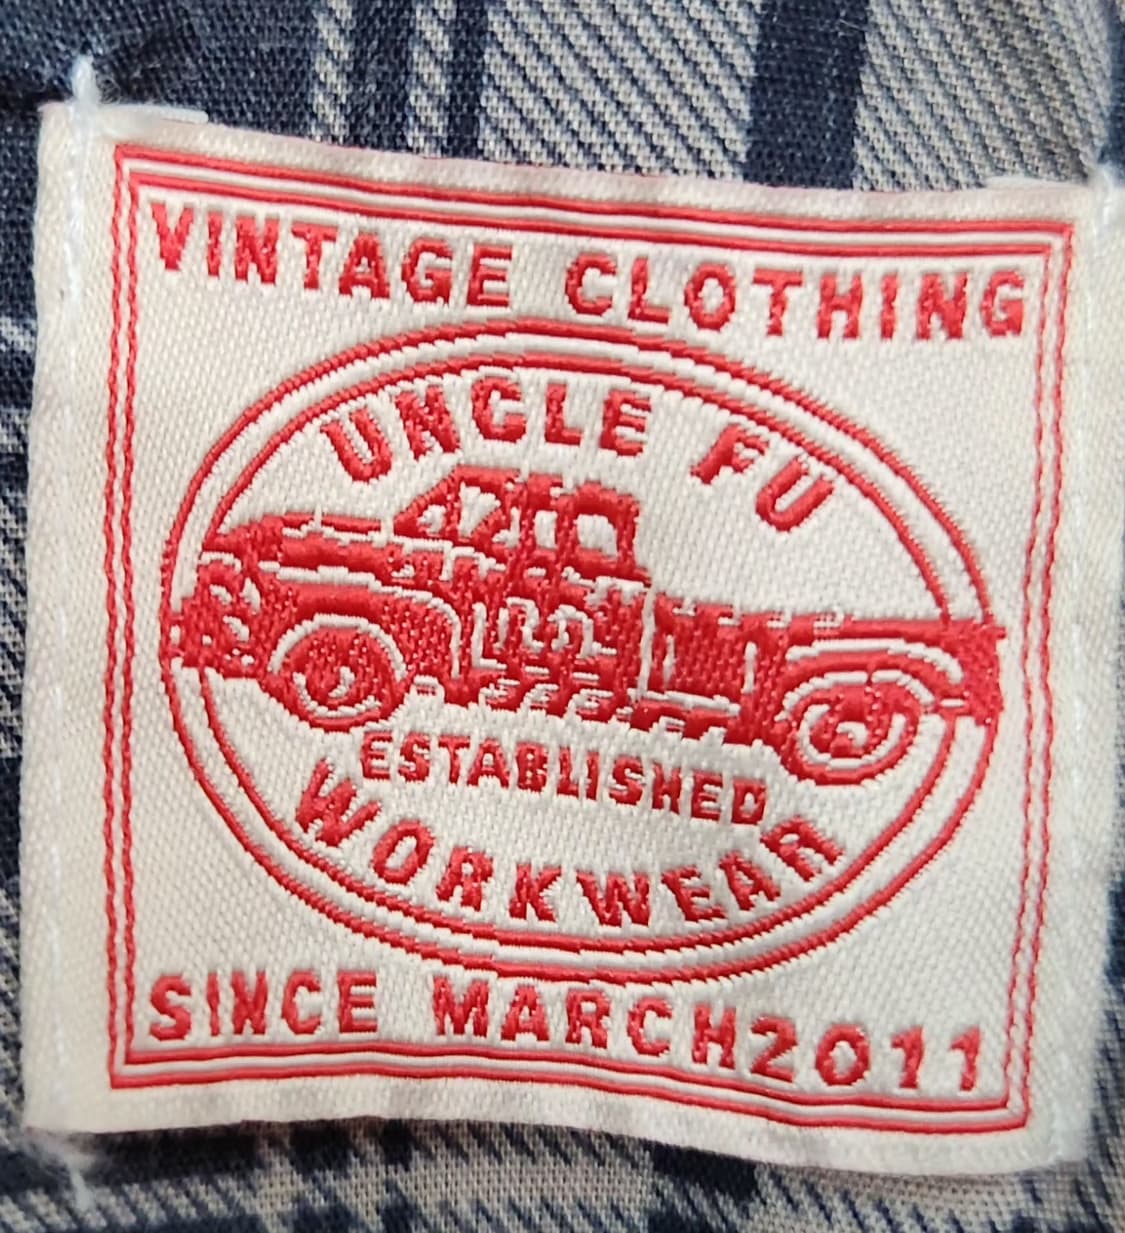 VINTAGE CLOTHING
UNCLE FU
ESTABLISHED
WORKWEAR
SINCE MARCH2011